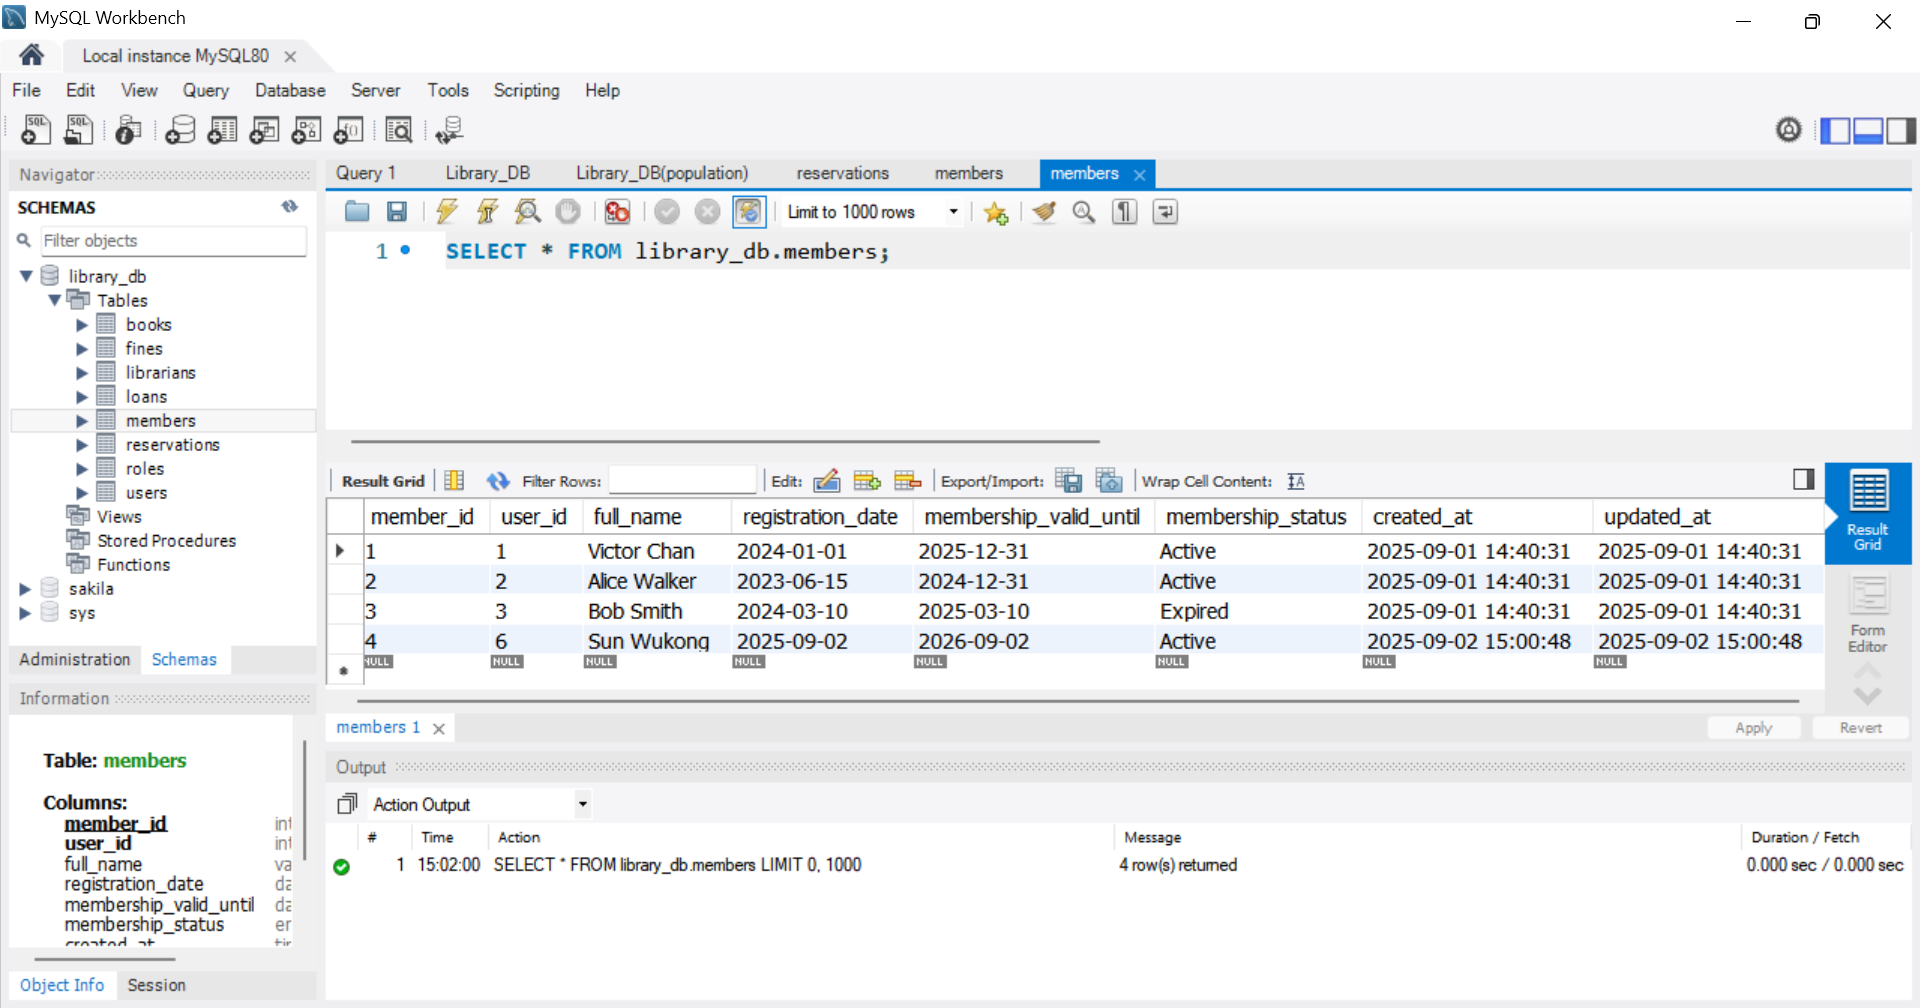 MySQL Workbench
Local instance MySQL80
File Edit View Query Database Server Tools Scripting Help
SQL SQL
Navigator
SCHEMAS
Filter objects
library_db
Tables
books
fines
librarians
loans
members
reservations
roles
users
Views
Stored Procedures
Functions
sakila
sys
Administration Schemas
Information
Table: members
Columns:
member_id int
user_id int
full_name va
registration_date da
membership_valid_until da
membership_status er
created_at tir
Object Info Session
Query 1 Library_DB Library_DB(population) reservations members members
Limit to 1000 rows
1 SELECT * FROM library_db.members;
Result Grid Filter Rows: Edit: Export/Import: Wrap Cell Content:
member_id user_id full_name registration_date membership_valid_until membership_status created_at updated_at
1 1 Victor Chan 2024-01-01 2025-12-31 Active 2025-09-01 14:40:31 2025-09-01 14:40:31
2 2 Alice Walker 2023-06-15 2024-12-31 Active 2025-09-01 14:40:31 2025-09-01 14:40:31
3 3 Bob Smith 2024-03-10 2025-03-10 Expired 2025-09-01 14:40:31 2025-09-01 14:40:31
4 6 Sun Wukong 2025-09-02 2026-09-02 Active 2025-09-02 15:00:48 2025-09-02 15:00:48
NULL NULL NULL NULL NULL NULL NULL NULL
Result
Grid
Form
Editor
members 1
Apply Revert
Output
Action Output
# Time Action Message Duration / Fetch
1 15:02:00 SELECT * FROM library_db.members LIMIT 0, 1000 4 row(s) returned 0.000 sec / 0.000 sec